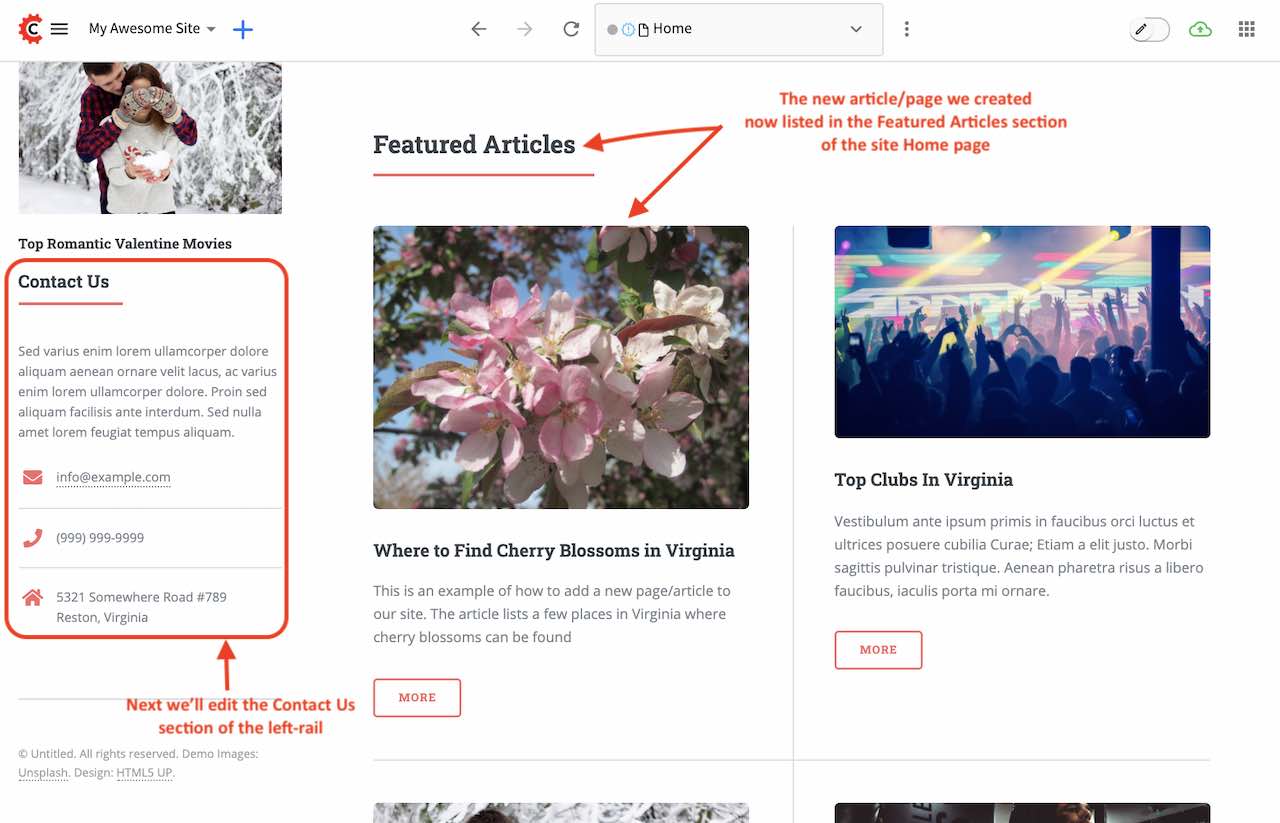 My Awesome Site
Home
The new article/page we created
now listed in the Featured Articles section
of the site Home page
Featured Articles
Top Romantic Valentine Movies
Contact Us
Sed varius enim lorem ullamcorper dolore
aliquam aenean ornare velit lacus, ac varius
enim lorem ullamcorper dolore. Proin sed
aliquam facilisis ante interdum. Sed nulla
amet lorem feugiat tempus aliquam.
info@example.com
(999) 999-9999
5321 Somewhere Road #789
Reston, Virginia
Next we'll edit the Contact Us
section of the left-rail
© Untitled. All rights reserved. Demo Images:
Unsplash. Design: HTML5 UP.
Where to Find Cherry Blossoms in Virginia
This is an example of how to add a new page/article to
our site. The article lists a few places in Virginia where
cherry blossoms can be found
MORE
Top Clubs In Virginia
Vestibulum ante ipsum primis in faucibus orci luctus et
ultrices posuere cubilia Curae; Etiam a elit justo. Morbi
sagittis pulvinar tristique. Aenean pharetra risus a libero
faucibus, iaculis porta mi ornare.
MORE